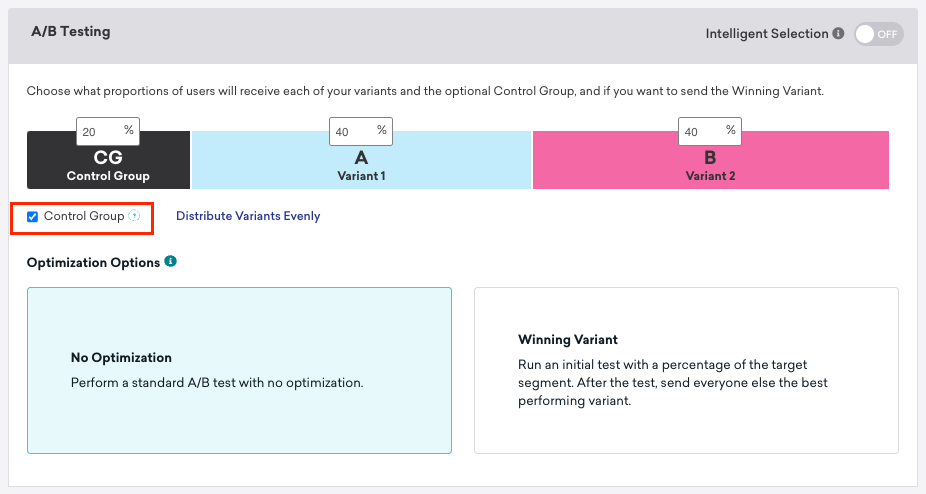 A/B Testing
Intelligent Selection
OFF
Choose what proportions of users will receive each of your variants and the optional Control Group, and if you want to send the Winning Variant.
20 %
40 %
40 %
CG
A
B
Control Group
Variant 1
Variant 2
Control Group ?
Distribute Variants Evenly
Optimization Options
No Optimization
Perform a standard A/B test with no optimization.
Winning Variant
Run an initial test with a percentage of the target
segment. After the test, send everyone else the best
performing variant.